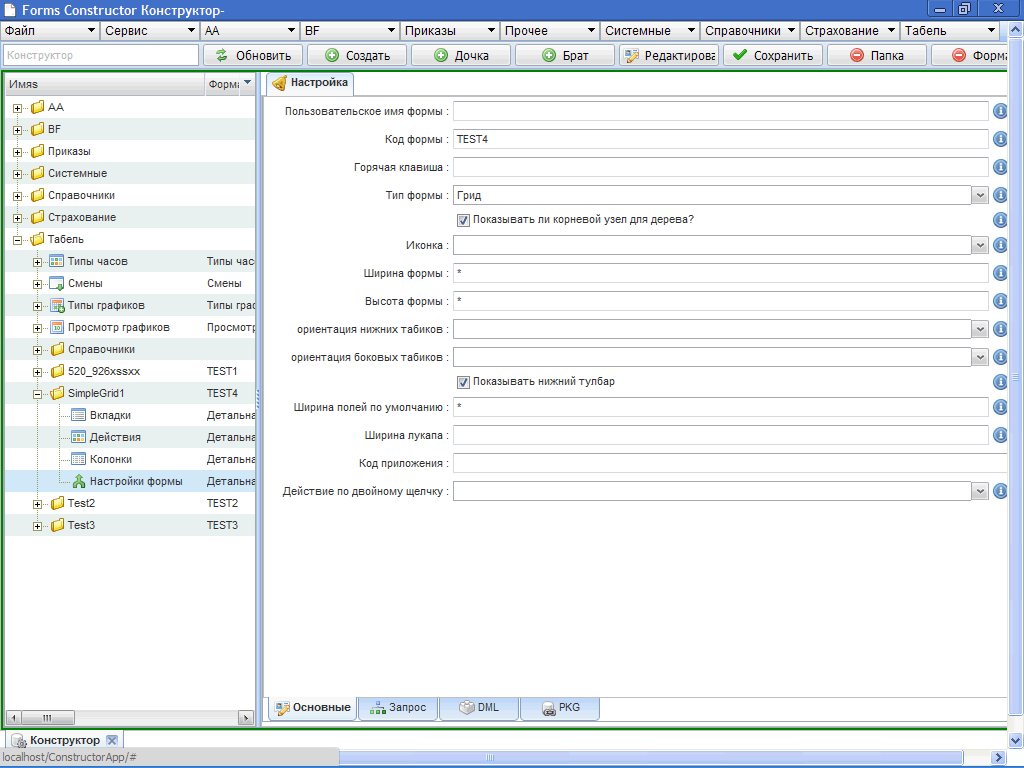 Forms Constructor Конструктор-
Файл Сервис AA BF Приказы Прочее Системные Справочники Страхование Табель
Конструктор Обновить Создать Дочка Брат Редактирова Сохранить Папка Форм
Имяя Форма
AA
BF
Приказы
Системные
Справочники
Страхование
Табель
Типы часов Типы час
Смены Смены
Типы графиков Типы гра
Просмотр графиков Просмотр
Справочники
520_926xssxx TEST1
SimpleGrid1 TEST4
Вкладки Детальна
Действия Детальна
Колонки Детальна
Настройки формы Детальна
Test2 TEST2
Test3 TEST3
Настройка
Пользовательское имя формы :
Код формы : TEST4
Горячая клавиша :
Тип формы : Грид
Показывать ли корневой узел для дерева?
Иконка :
Ширина формы : *
Высота формы : *
ориентация нижних табиков :
ориентация боковых табиков :
Показывать нижний тулбар
Ширина полей по умолчанию : *
Ширина лукапа :
Код приложения :
Действие по двойному щелчку :
Основные Запрос DML PKG
Конструктор
localhost/ConstructorApp/#